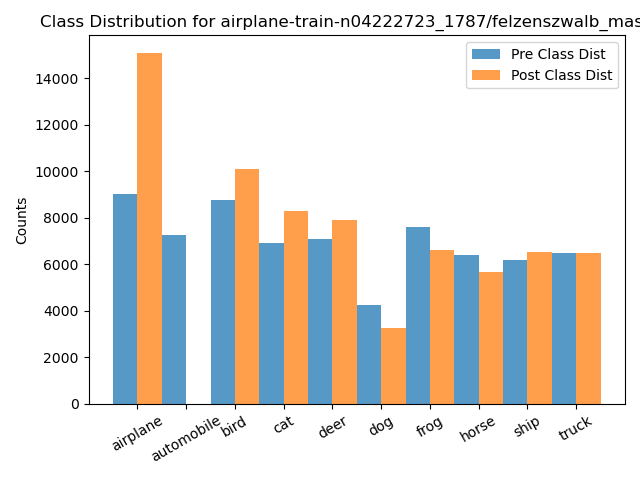 Class Distribution for airplane-train-n04222723_1787/felzenszwalb_mas
Pre Class Dist
Post Class Dist
Counts
14000
12000
10000
8000
6000
4000
2000
0
airplane
automobile
bird
cat
deer
dog
frog
horse
ship
truck